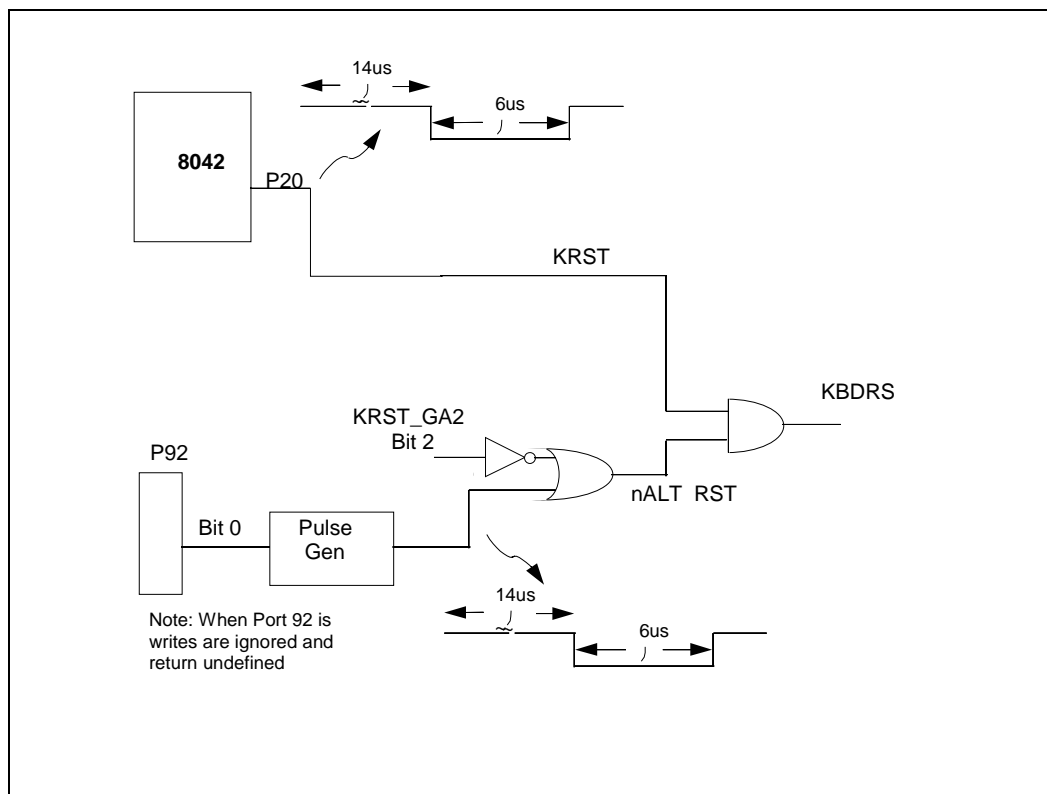 14us
6us
8042
P20
KRST
KBDRS
KRST_GA2
Bit 2
P92
nALT RST
Bit 0
Pulse
Gen
14us
6us
Note: When Port 92 is
writes are ignored and
return undefined